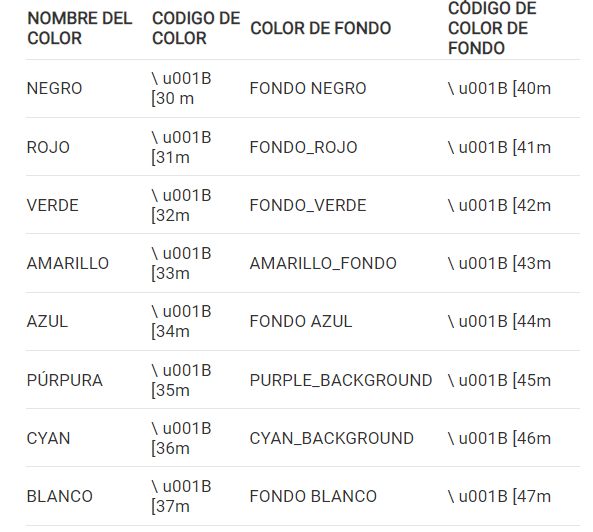 NOMBRE DEL COLOR CODIGO DE COLOR COLOR DE FONDO CÓDIGO DE COLOR DE FONDO
NEGRO \ u001B [30 m FONDO NEGRO \ u001B [40m
ROJO \ u001B [31m FONDO_ROJO \ u001B [41m
VERDE \ u001B [32m FONDO_VERDE \ u001B [42m
AMARILLO \ u001B [33m AMARILLO_FONDO \ u001B [43m
AZUL \ u001B [34m FONDO AZUL \ u001B [44m
PÚRPURA \ u001B [35m PURPLE_BACKGROUND \ u001B [45m
CYAN \ u001B [36m CYAN_BACKGROUND \ u001B [46m
BLANCO \ u001B [37m FONDO BLANCO \ u001B [47m